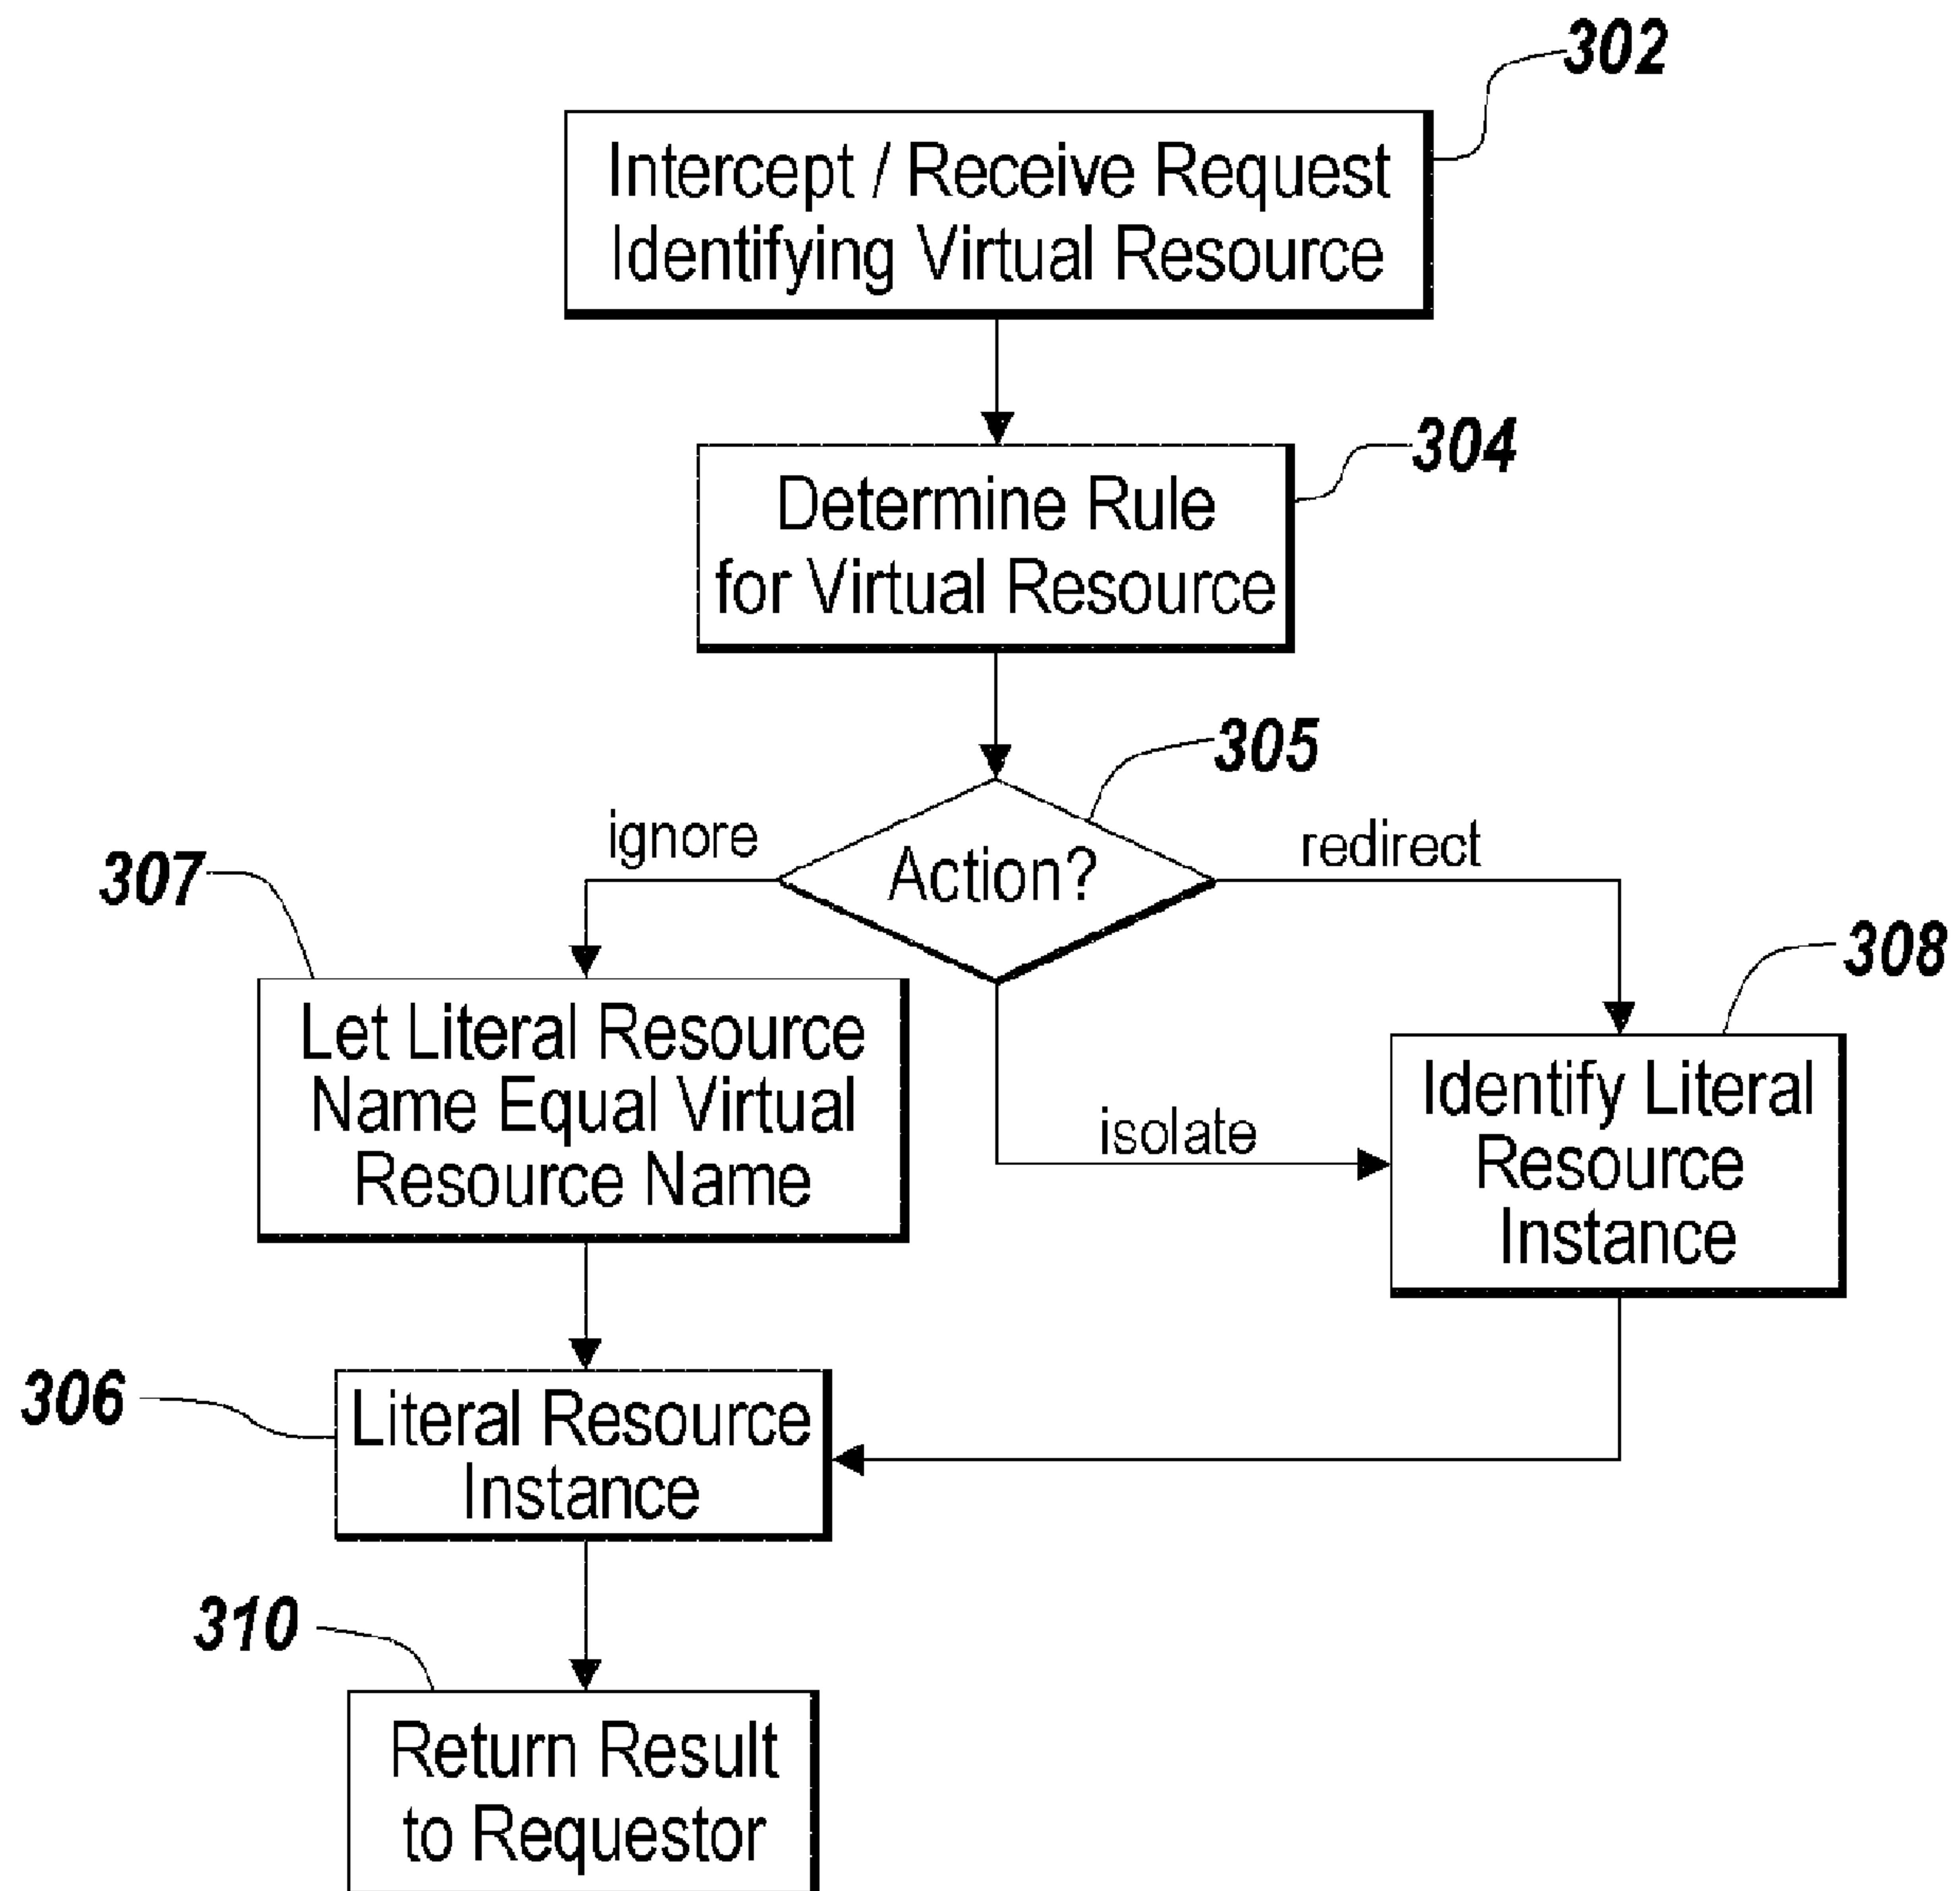 302
Intercept / Receive Request
Identifying Virtual Resource
304
Determine Rule
for Virtual Resource
305
ignore
Action?
redirect
307
308
Let Literal Resource
Name Equal Virtual
Resource Name
isolate
Identify Literal
Resource
Instance
306
Literal Resource
Instance
310
Return Result
to Requestor